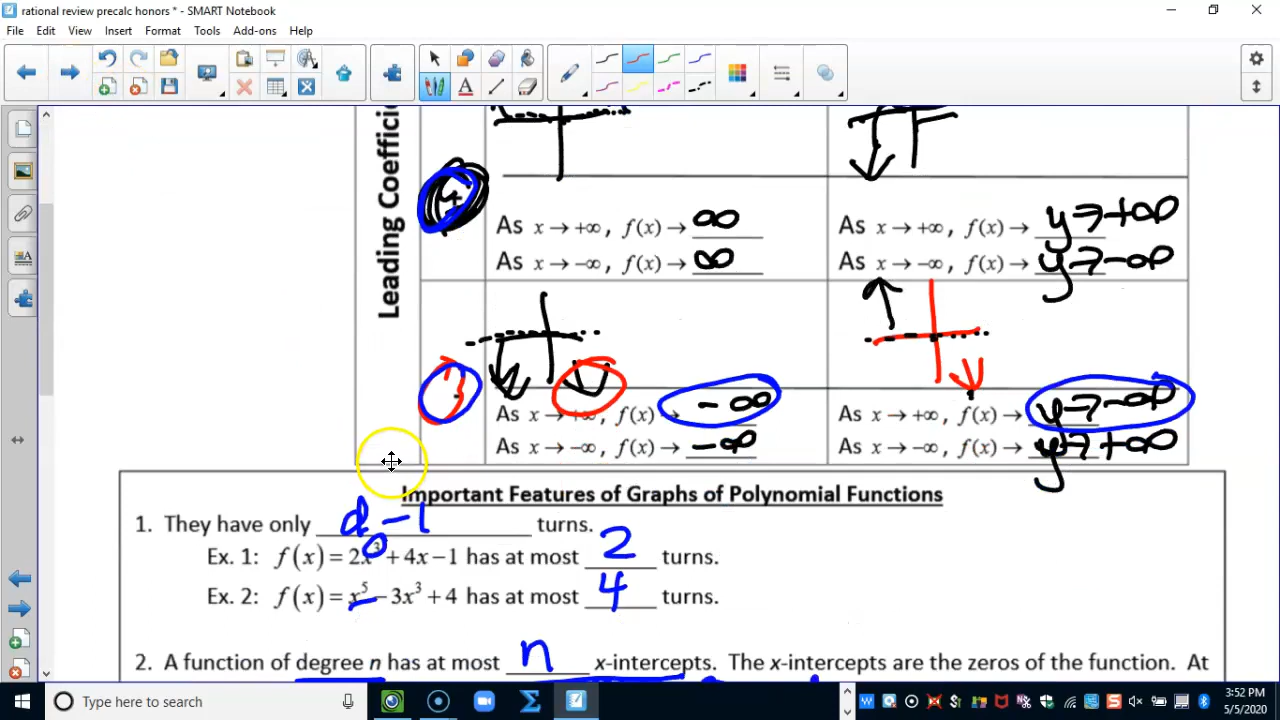 rational review precalc honors * - SMART Notebook
File Edit View Insert Format Tools Add-ons Help
Leading Coeffici
As x → +∞, f(x) → ∞
As x → -∞, f(x) → ∞
As x → +∞, f(x) → y→+∞
As x → -∞, f(x) → y→-∞
As x → +∞, f(x) → -∞
As x → -∞, f(x) → -∞
As x → +∞, f(x) → y→-∞
As x → -∞, f(x) → y→+∞
Important Features of Graphs of Polynomial Functions
1. They have only d-1 turns.
Ex. 1: f(x) = 2x³ + 4x − 1 has at most 2 turns.
Ex. 2: f(x) = x⁵ − 3x³ + 4 has at most 4 turns.
2. A function of degree n has at most n x-intercepts. The x-intercepts are the zeros of the function. At
Type here to search
3:52 PM
5/5/2020